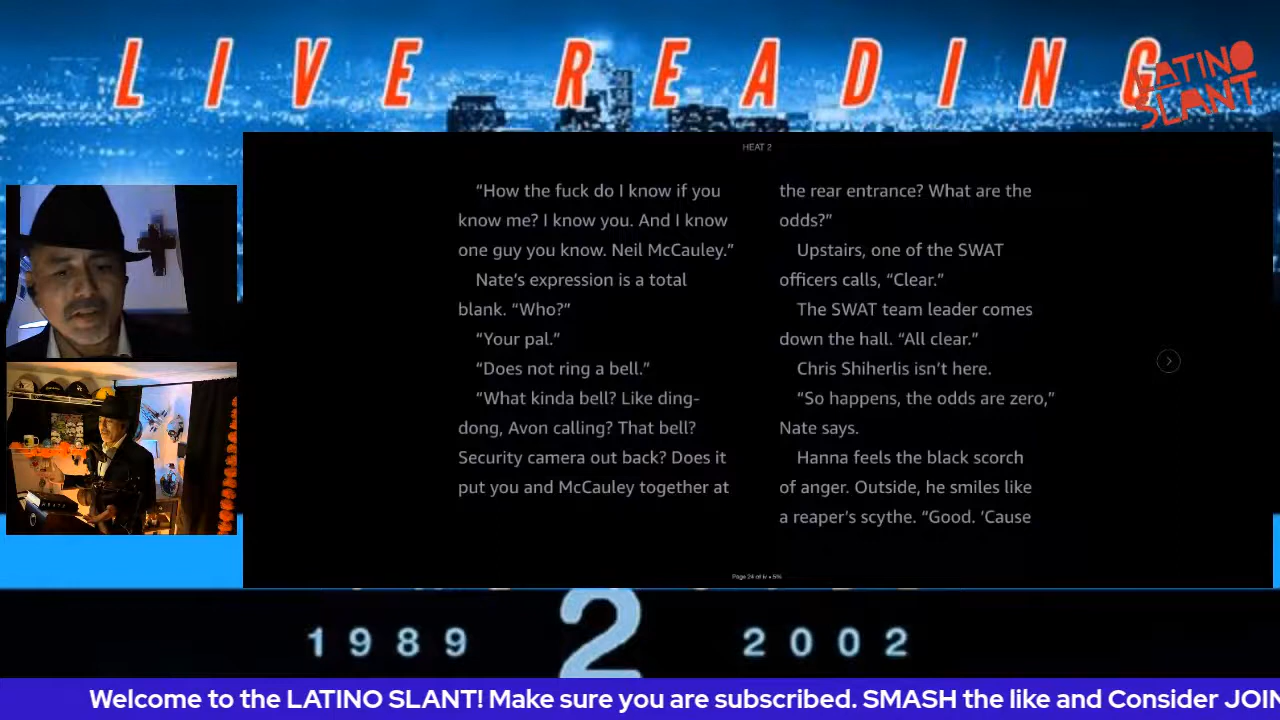 LIVE READING
LATINO
SLANT
HEAT 2
“How the fuck do I know if you
know me? I know you. And I know
one guy you know. Neil McCauley.”
Nate’s expression is a total
blank. “Who?”
“Your pal.”
“Does not ring a bell.”
“What kinda bell? Like ding-
dong, Avon calling? That bell?
Security camera out back? Does it
put you and McCauley together at
the rear entrance? What are the
odds?”
Upstairs, one of the SWAT
officers calls, “Clear.”
The SWAT team leader comes
down the hall. “All clear.”
Chris Shiherlis isn’t here.
“So happens, the odds are zero,”
Nate says.
Hanna feels the black scorch
of anger. Outside, he smiles like
a reaper’s scythe. “Good. ’Cause
Page 24 of iv • 5%
1989 2 2002
Welcome to the LATINO SLANT! Make sure you are subscribed. SMASH the like and Consider JOIN